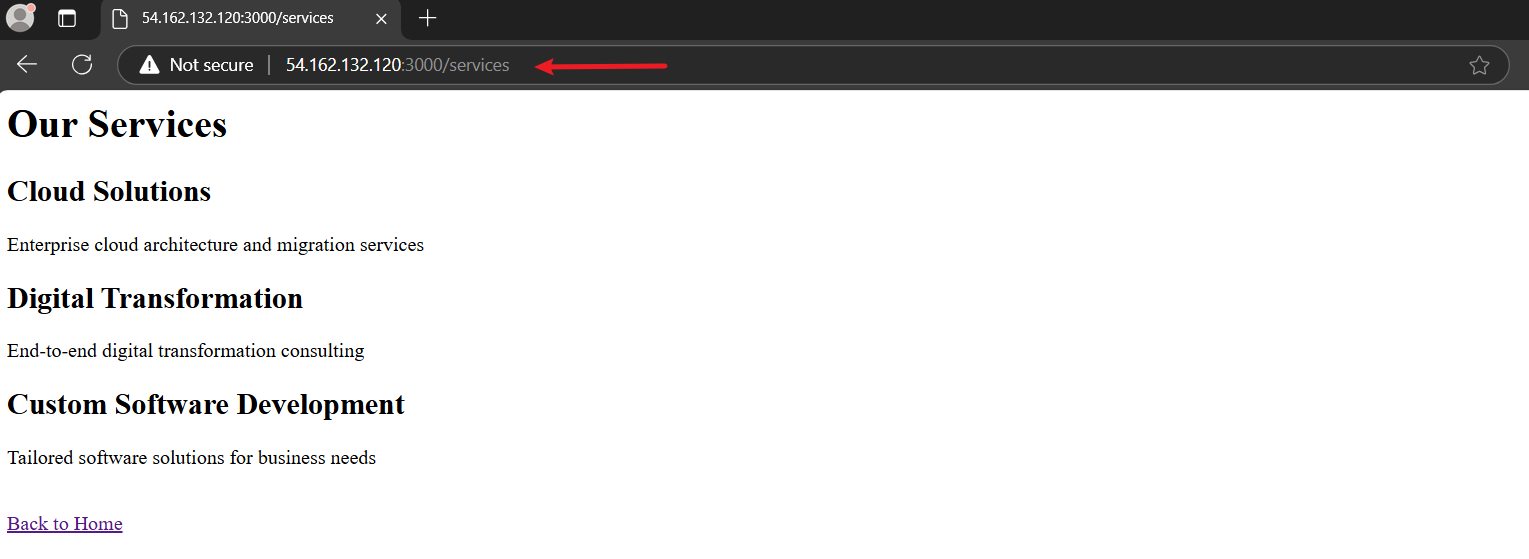 54.162.132.120:3000/services
Not secure
54.162.132.120:3000/services
Our Services
Cloud Solutions
Enterprise cloud architecture and migration services
Digital Transformation
End-to-end digital transformation consulting
Custom Software Development
Tailored software solutions for business needs
Back to Home